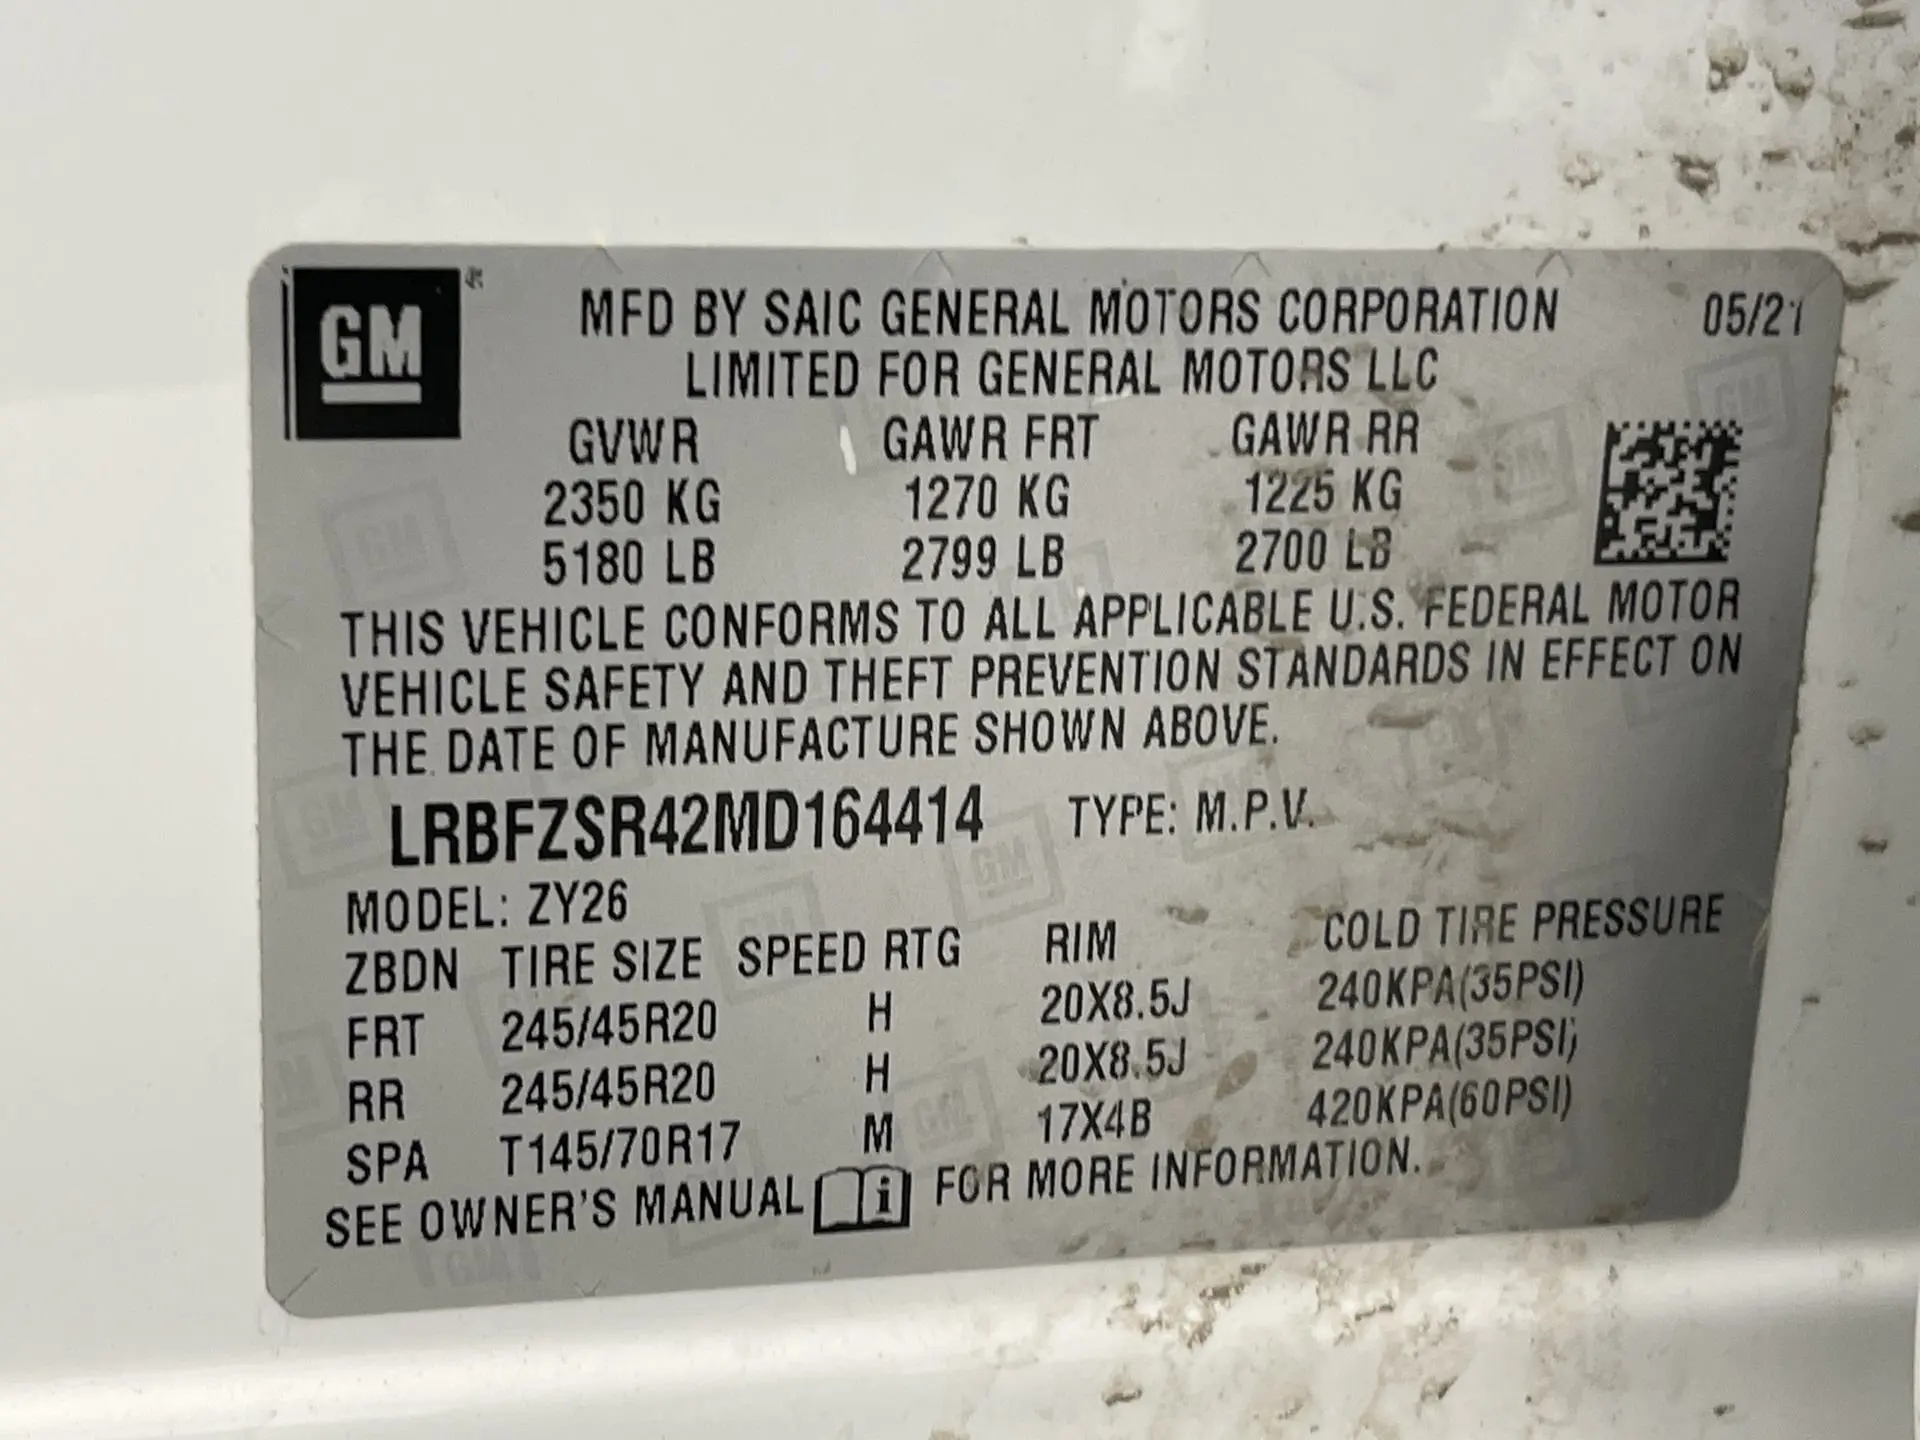 GM
MFD BY SAIC GENERAL MOTORS CORPORATION 05/21
LIMITED FOR GENERAL MOTORS LLC
GVWR GAWR FRT GAWR RR
2350 KG 1270 KG 1225 KG
5180 LB 2799 LB 2700 LB
THIS VEHICLE CONFORMS TO ALL APPLICABLE U.S. FEDERAL MOTOR
VEHICLE SAFETY AND THEFT PREVENTION STANDARDS IN EFFECT ON
THE DATE OF MANUFACTURE SHOWN ABOVE.
LRBFZSR42MD164414 TYPE: M.P.V.
MODEL: ZY26
ZBDN TIRE SIZE SPEED RTG RIM COLD TIRE PRESSURE
FRT 245/45R20 H 20X8.5J 240KPA(35PSI)
RR 245/45R20 H 20X8.5J 240KPA(35PSI)
SPA T145/70R17 M 17X4B 420KPA(60PSI)
SEE OWNER'S MANUAL i FOR MORE INFORMATION.